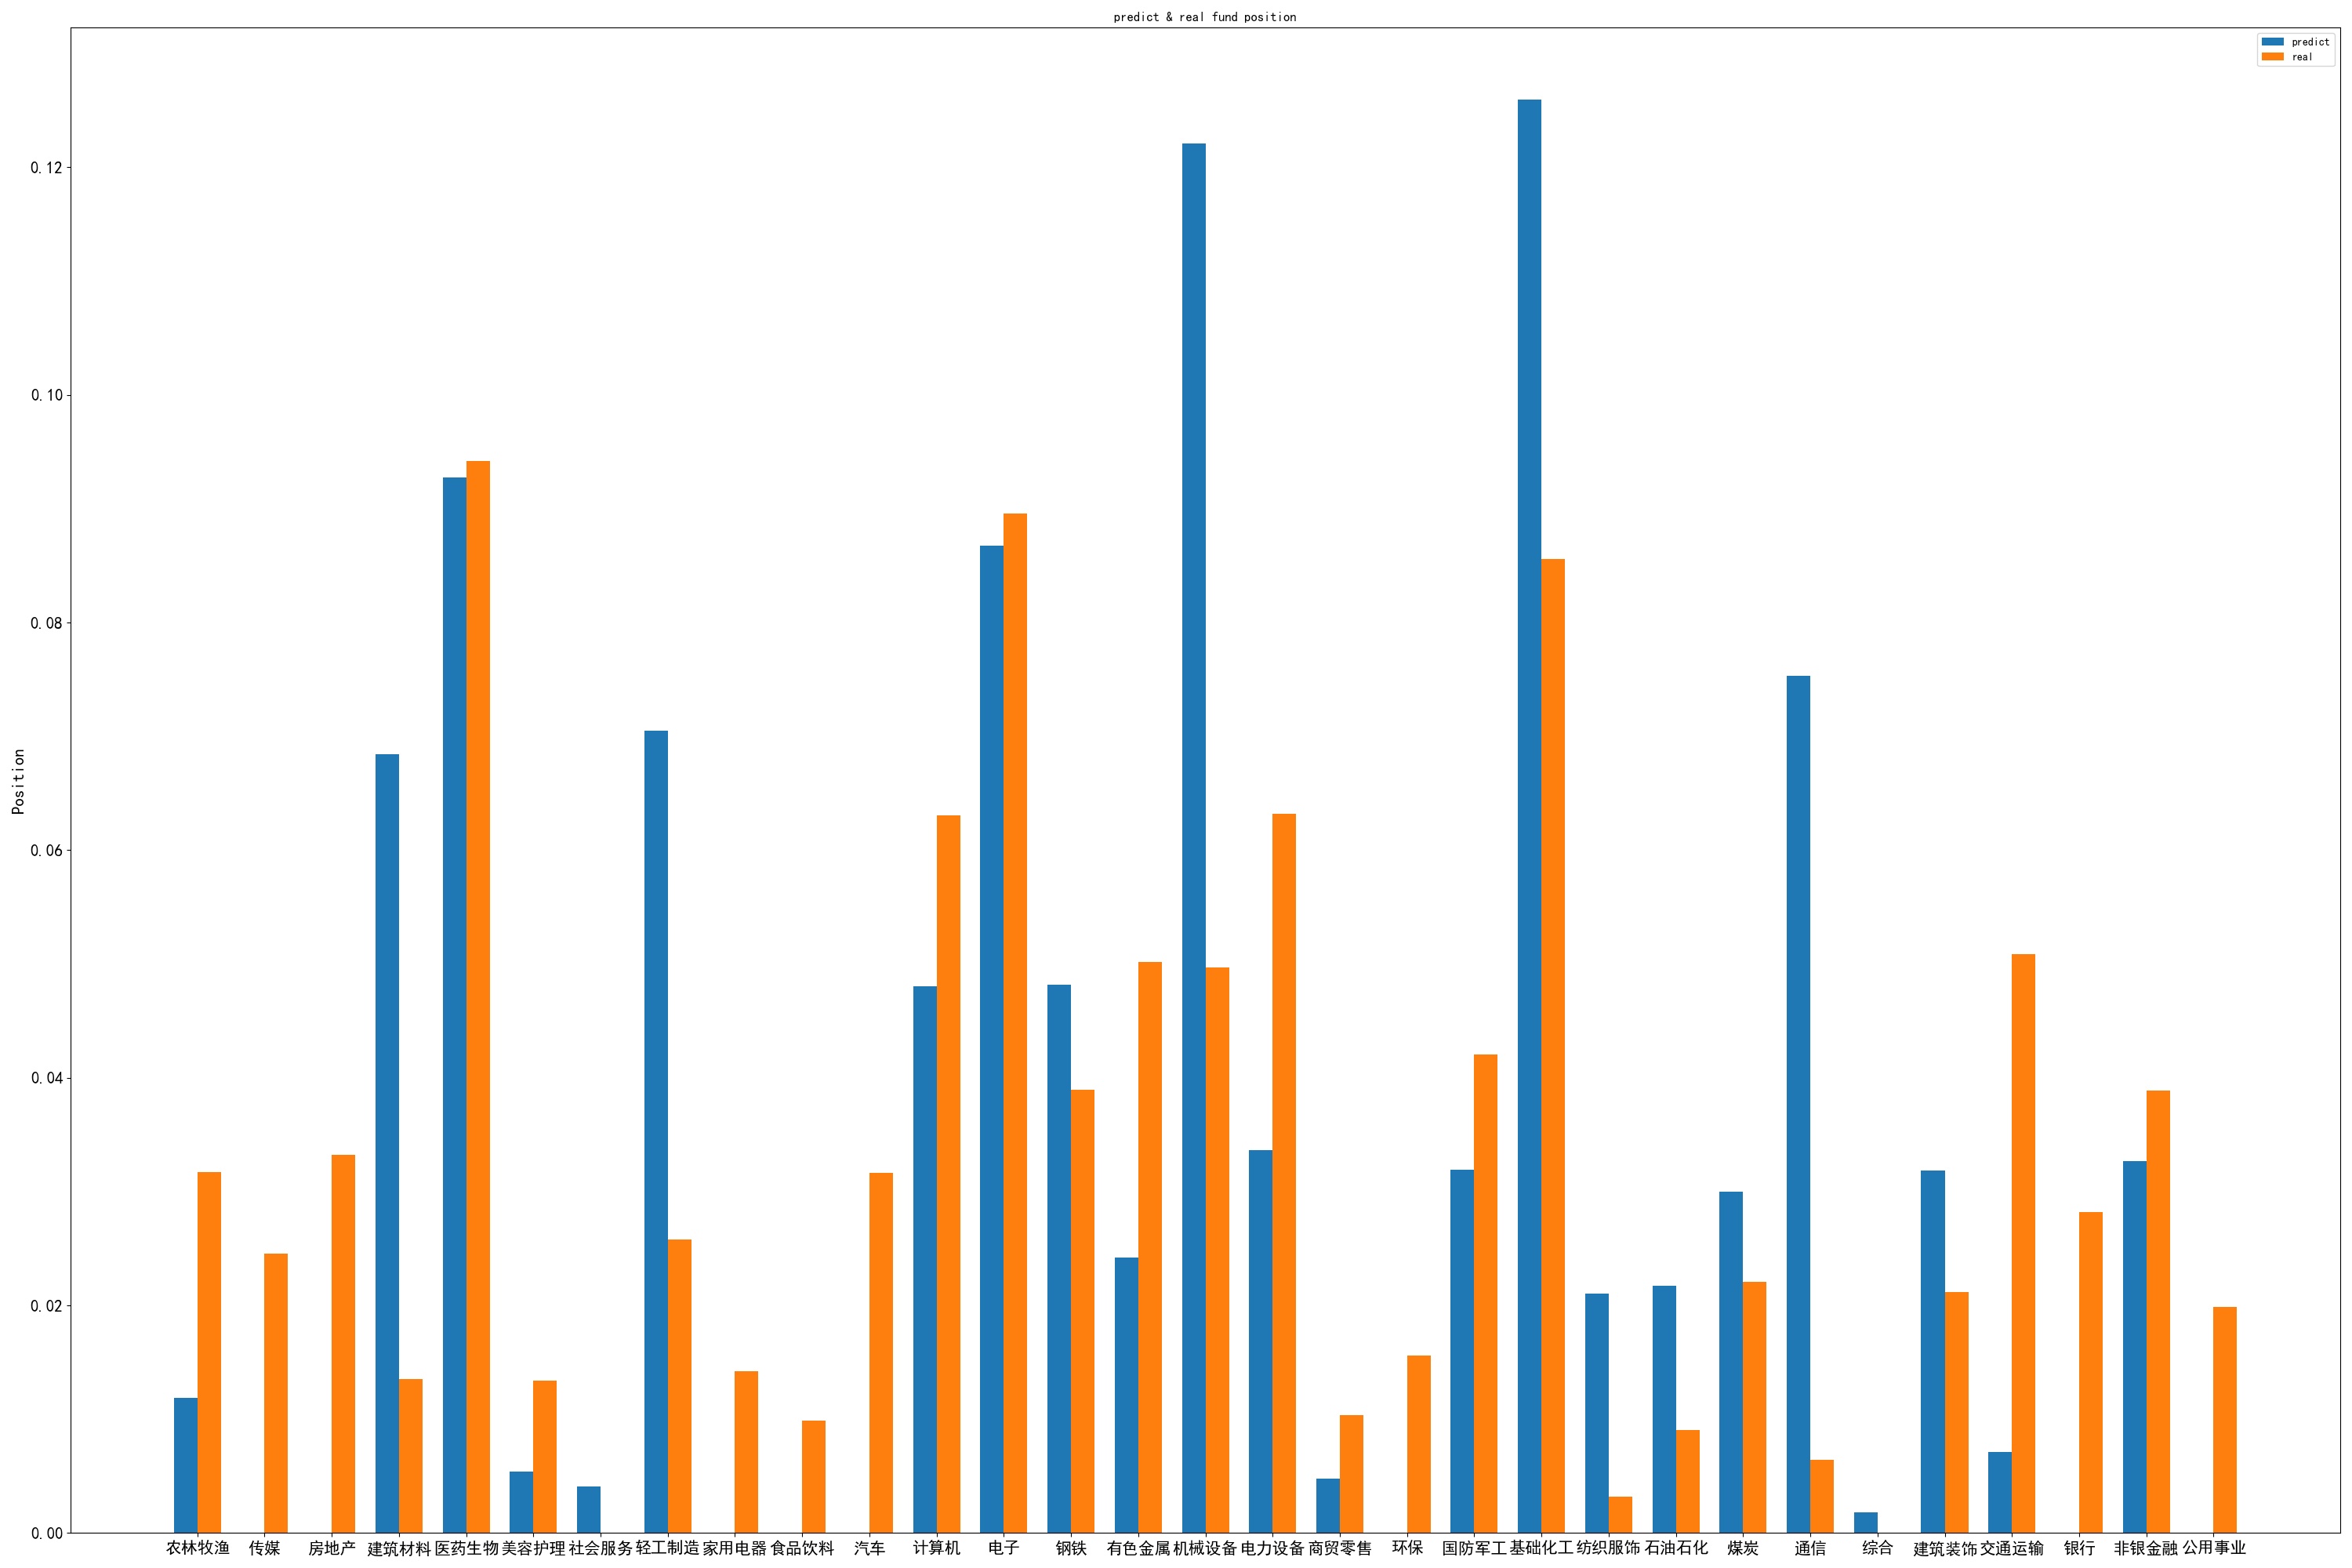 predict & real fund position
predict
real
0.12
0.10
0.08
0.06
0.04
0.02
0.00
Position
农林牧渔 传媒 房地产 建筑材料 医药生物 美容护理 社会服务 轻工制造 家用电器 食品饮料 汽车 计算机 电子 钢铁 有色金属 机械设备 电力设备 商贸零售 环保 国防军工 基础化工 纺织服饰 石油石化 煤炭 通信 综合 建筑装饰 交通运输 银行 非银金融 公用事业